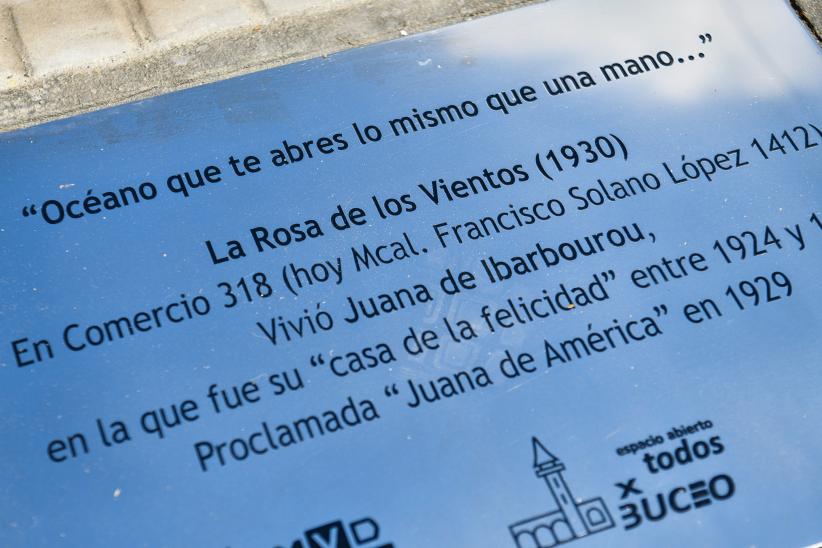 “Océano que te abres lo mismo que una mano...”
La Rosa de los Vientos (1930)
En Comercio 318 (hoy Mcal. Francisco Solano López 1412)
Vivió Juana de Ibarbourou,
en la que fue su “casa de la felicidad” entre 1924 y
Proclamada “ Juana de América” en 1929
espacio abierto
todos
x
BUCEO